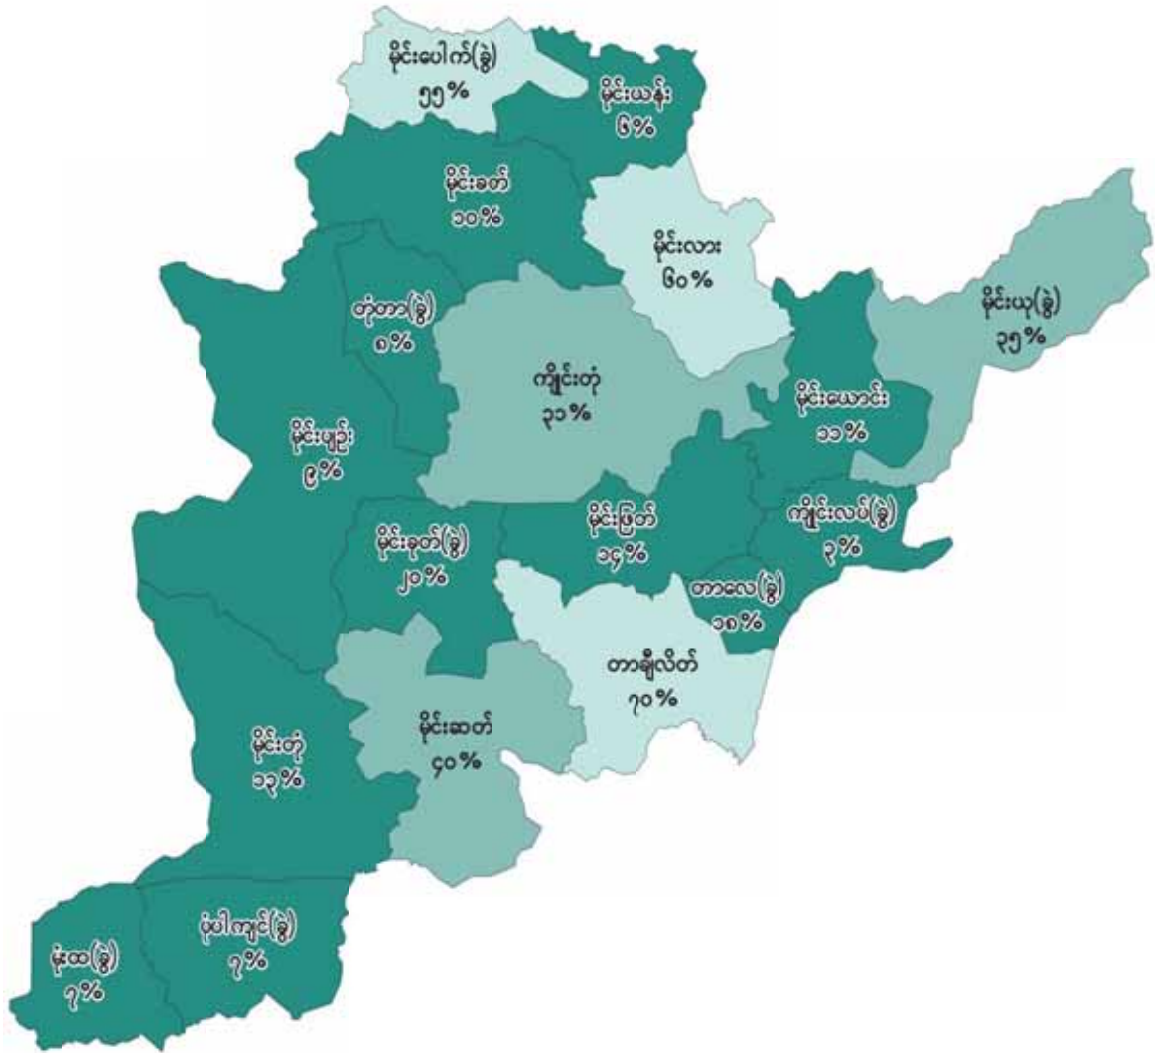 မိုင်းပေါက်(ခွဲ)
၅၅%
မိုင်းယန်း
၆%
မိုင်းခတ်
၁၀%
မိုင်းလား
၆၀%
မိုင်းယု(ခွဲ)
၃၅%
တုံတာ(ခွဲ)
၈%
ကျိုင်းတုံ
၃၁%
မိုင်းယောင်း
၁၁%
မိုင်းပျဉ်း
၉%
မိုင်းဖြတ်
၁၄%
ကျိုင်းလပ်(ခွဲ)
၃%
မိုင်းခုတ်(ခွဲ)
၂၀%
တာလေ(ခွဲ)
၁၈%
တာချီလိတ်
၇၀%
မိုင်းဆတ်
၄၀%
မိုင်းတုံ
၁၃%
ပုံပါကျင်(ခွဲ)
၇%
မုံးထ(ခွဲ)
၇%